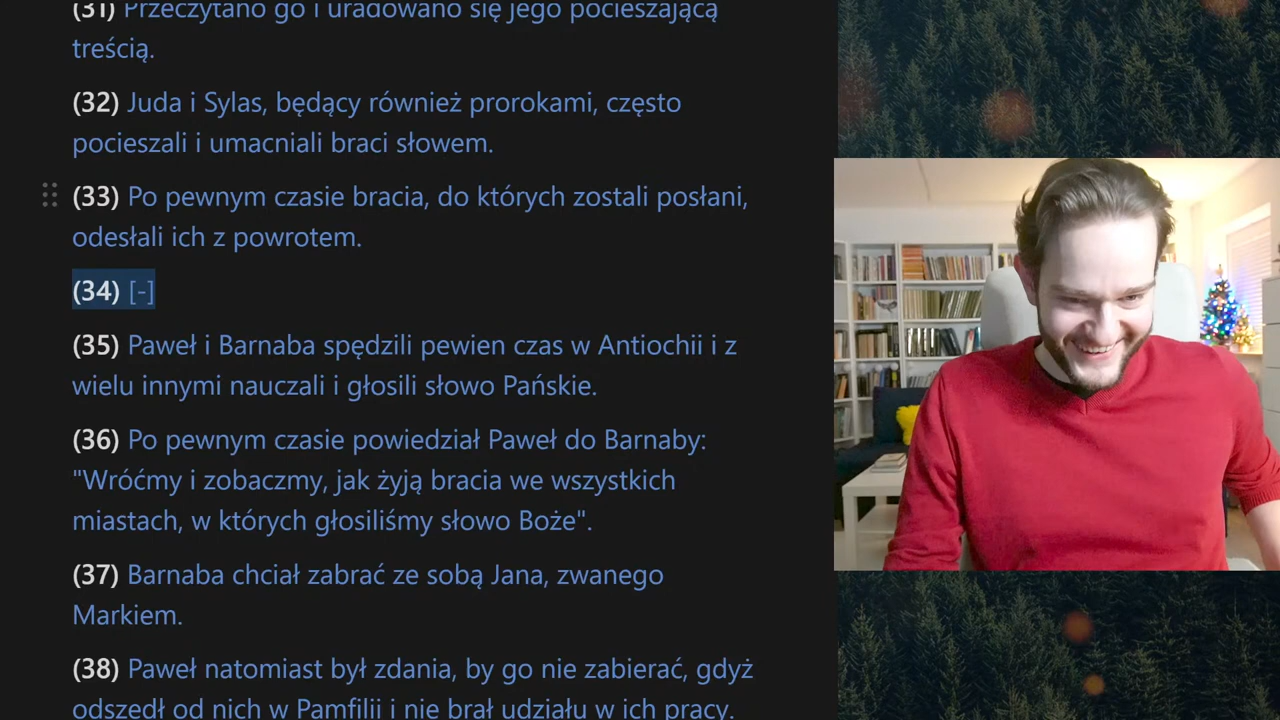 (31) Przeczytano go i uradowano się jego pocieszającą
treścią.
(32) Juda i Sylas, będący również prorokami, często
pocieszali i umacniali braci słowem.
(33) Po pewnym czasie bracia, do których zostali posłani,
odesłali ich z powrotem.
(34) [-]
(35) Paweł i Barnaba spędzili pewien czas w Antiochii i z
wielu innymi nauczali i głosili słowo Pańskie.
(36) Po pewnym czasie powiedział Paweł do Barnaby:
"Wróćmy i zobaczmy, jak żyją bracia we wszystkich
miastach, w których głosiliśmy słowo Boże".
(37) Barnaba chciał zabrać ze sobą Jana, zwanego
Markiem.
(38) Paweł natomiast był zdania, by go nie zabierać, gdyż
odszedł od nich w Pamfilii i nie brał udziału w ich pracy.